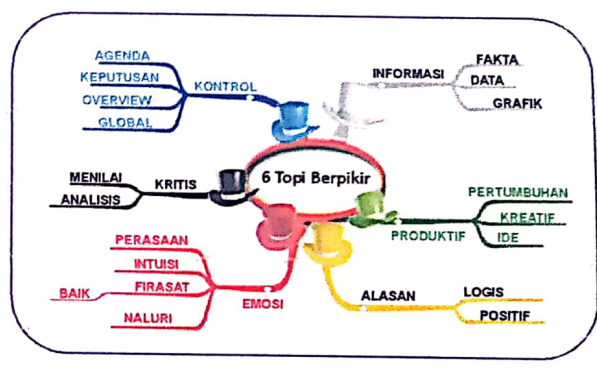 6 Topi Berpikir
INFORMASI
FAKTA
DATA
GRAFIK
PRODUKTIF
PERTUMBUHAN
KREATIF
IDE
ALASAN
LOGIS
POSITIF
EMOSI
PERASAAN
INTUISI
FIRASAT
BAIK
NALURI
KRITIS
MENILAI
ANALISIS
KONTROL
AGENDA
KEPUTUSAN
OVERVIEW
GLOBAL